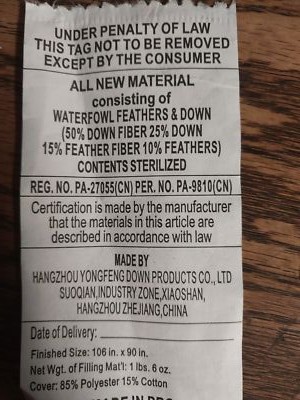 UNDER PENALTY OF LAW
THIS TAG NOT TO BE REMOVED
EXCEPT BY THE CONSUMER
ALL NEW MATERIAL
consisting of
WATERFOWL FEATHERS & DOWN
(50% DOWN FIBER 25% DOWN
15% FEATHER FIBER 10% FEATHERS)
CONTENTS STERILIZED
REG. NO. PA-27055(CN) PER. NO. PA-9810(CN)
Certification is made by the manufacturer
that the materials in this article are
described in accordance with law
MADE BY
HANGZHOU YONGFENG DOWN PRODUCTS CO., LTD
SUOQIAN,INDUSTRY ZONE,XIAOSHAN,
HANGZHOU ZHEJIANG,CHINA
Date of Delivery:
Finished Size: 106 in. x 90 in.
Net Wgt. of Filling Mat'l: 1 lbs. 6 oz.
Cover: 85% Polyester 15% Cotton